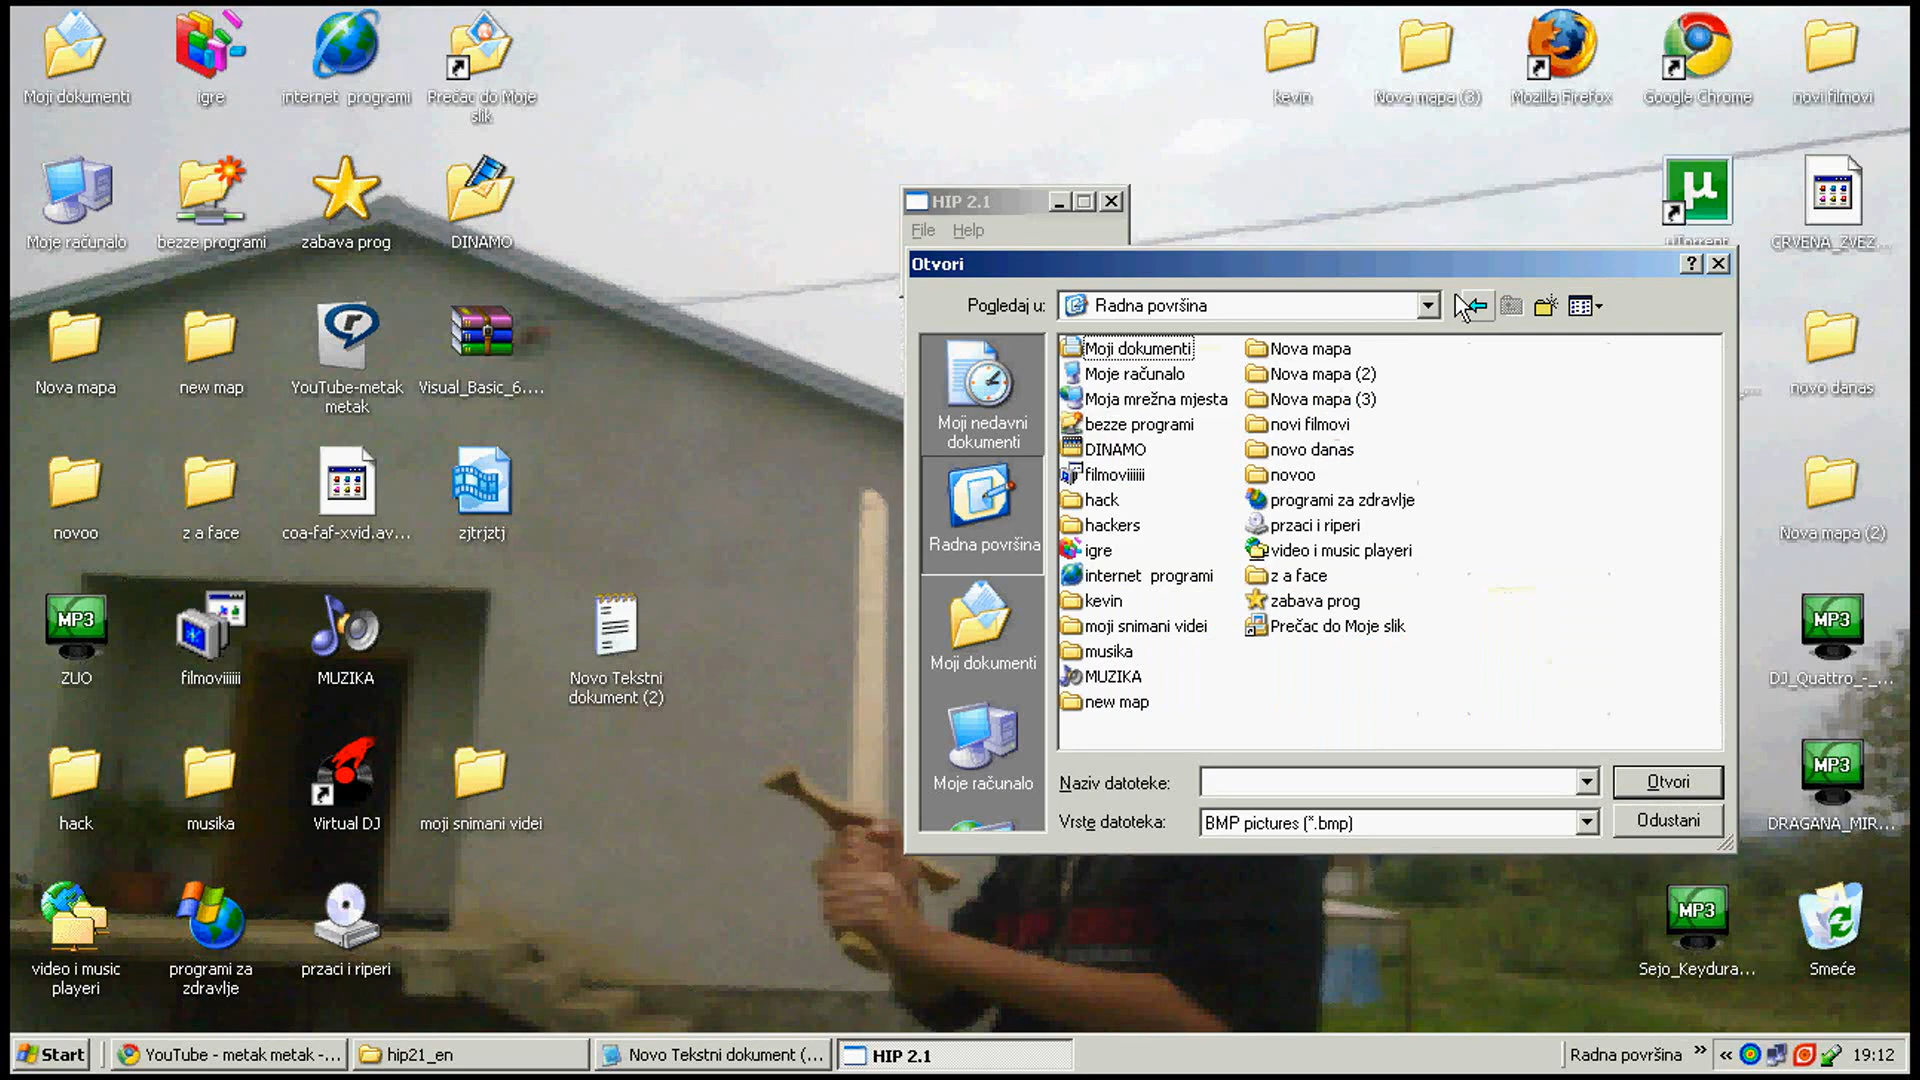 Moji dokumenti
igre
internet programi
Prečac do Moje
slik
kevin
Nova mapa (3)
Mozilla Firefox
Google Chrome
novi filmovi
Moje računalo
bezze programi
zabava prog
DINAMO
µTorrent
CRVENA_ZVEZ...
Nova mapa
new map
YouTube-metak
metak
Visual_Basic_6....
novo danas
novoo
z a face
coa-faf-xvid.av...
zjtrjztj
Nova mapa (2)
MP3
ZUO
filmoviiiiii
MUZIKA
Novo Tekstni
dokument (2)
MP3
DJ_Quattro_-_...
hack
musika
Virtual DJ
moji snimani videi
MP3
DRAGANA_MIR...
video i music
playeri
programi za
zdravlje
przaci i riperi
MP3
Sejo_Keydura...
Smeće
HIP 2.1
File Help
Otvori
Pogledaj u: Radna površina
Moji nedavni
dokumenti
Radna površina
Moji dokumenti
Moje računalo
Moji dokumenti
Moje računalo
Moja mrežna mjesta
bezze programi
DINAMO
filmoviiiiii
hack
hackers
igre
internet programi
kevin
moji snimani videi
musika
MUZIKA
new map
Nova mapa
Nova mapa (2)
Nova mapa (3)
novi filmovi
novo danas
novoo
programi za zdravlje
przaci i riperi
video i music playeri
z a face
zabava prog
Prečac do Moje slik
Naziv datoteke:
Otvori
Vrste datoteka: BMP pictures (*.bmp)
Odustani
Start
YouTube - metak metak -...
hip21_en
Novo Tekstni dokument (...
HIP 2.1
Radna površina
19:12